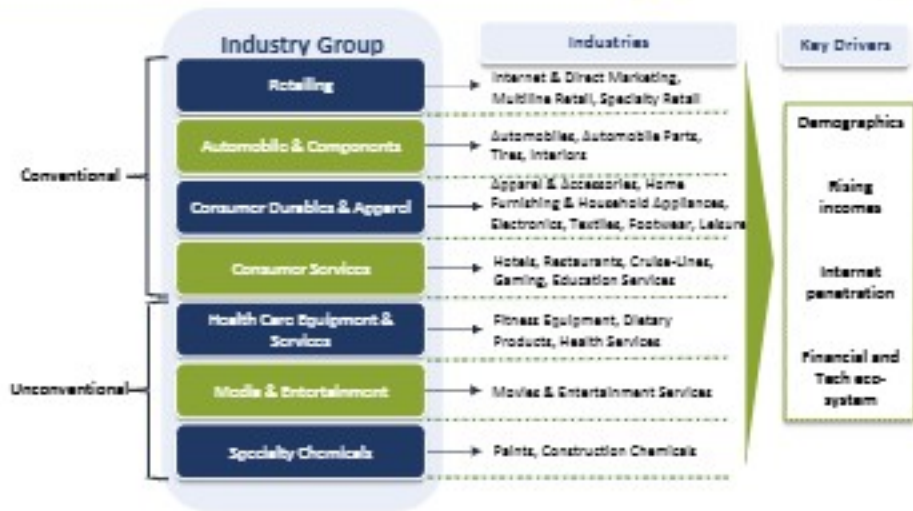 Industry Group
Industries
Key Drivers
Conventional
Retailing
Internet & Direct Marketing,
Multiline Retail, Specialty Retail
Automobile & Components
Automobiles, Automobile Parts,
Tires, Interiors
Consumer Durables & Apparel
Apparel & Accessories, Home
Furnishing & Household Appliances,
Electronics, Textiles, Footwear, Leisure
Consumer Services
Hotels, Restaurants, Cruise-Lines,
Gaming, Education Services
Unconventional
Health Care Equipment &
Services
Fitness Equipment, Dietary
Products, Health Services
Media & Entertainment
Movies & Entertainment Services
Specialty Chemicals
Paints, Construction Chemicals
Demographics
Rising
incomes
Internet
penetration
Financial and
Tech eco-
system